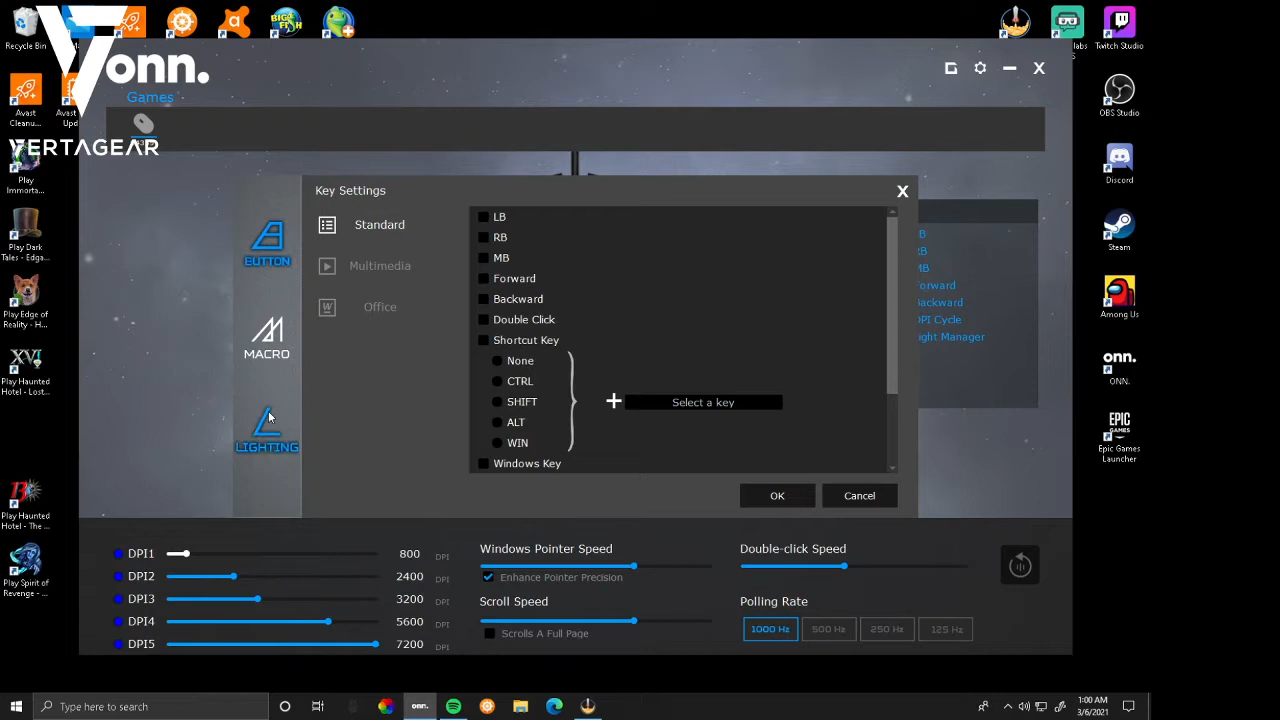 onn.
Games
VERTAGEAR
Recycle Bin
Avast
Cleanu...
Avast
Upd
Play
Immorta...
Play Dark
Tales - Edga...
Play Edge of
Reality - H...
Play Haunted
Hotel - Lost...
Play Haunted
Hotel - The ...
Play Spirit of
Revenge - ...
BIG FISH
labs
Twitch Studio
OBS Studio
Discord
Steam
Among Us
onn.
ONN.
EPIC
GAMES
Epic Games
Launcher
X
BUTTON
MACRO
LIGHTING
Key Settings
X
Standard
Multimedia
Office
LB
RB
MB
Forward
Backward
Double Click
Shortcut Key
None
CTRL
SHIFT
ALT
WIN
+
Select a key
Windows Key
OK
Cancel
B
RB
MB
orward
Backward
DPI Cycle
ight Manager
DPI1 800 DPI
DPI2 2400 DPI
DPI3 3200 DPI
DPI4 5600 DPI
DPI5 7200 DPI
Windows Pointer Speed
Enhance Pointer Precision
Scroll Speed
Scrolls A Full Page
Double-click Speed
Polling Rate
1000 Hz 500 Hz 250 Hz 125 Hz
Type here to search
onn.
1:00 AM
3/6/2021